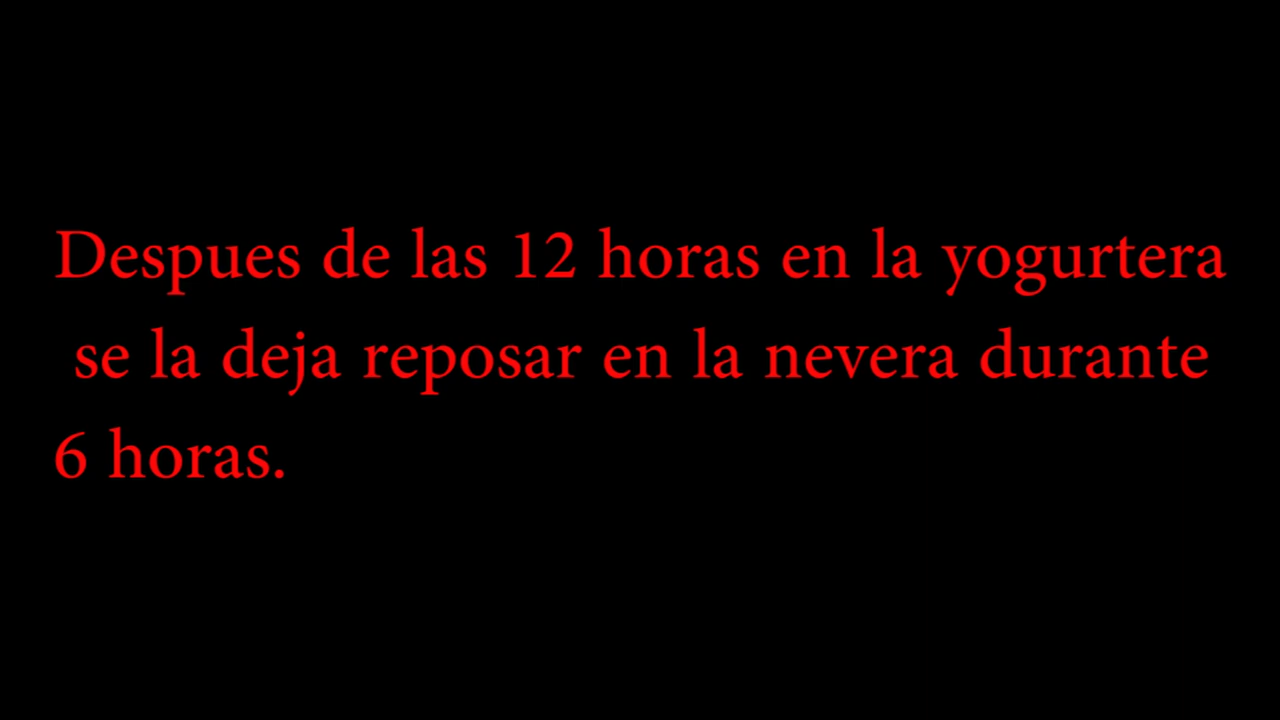 Despues de las 12 horas en la yogurtera
se la deja reposar en la nevera durante
6 horas.